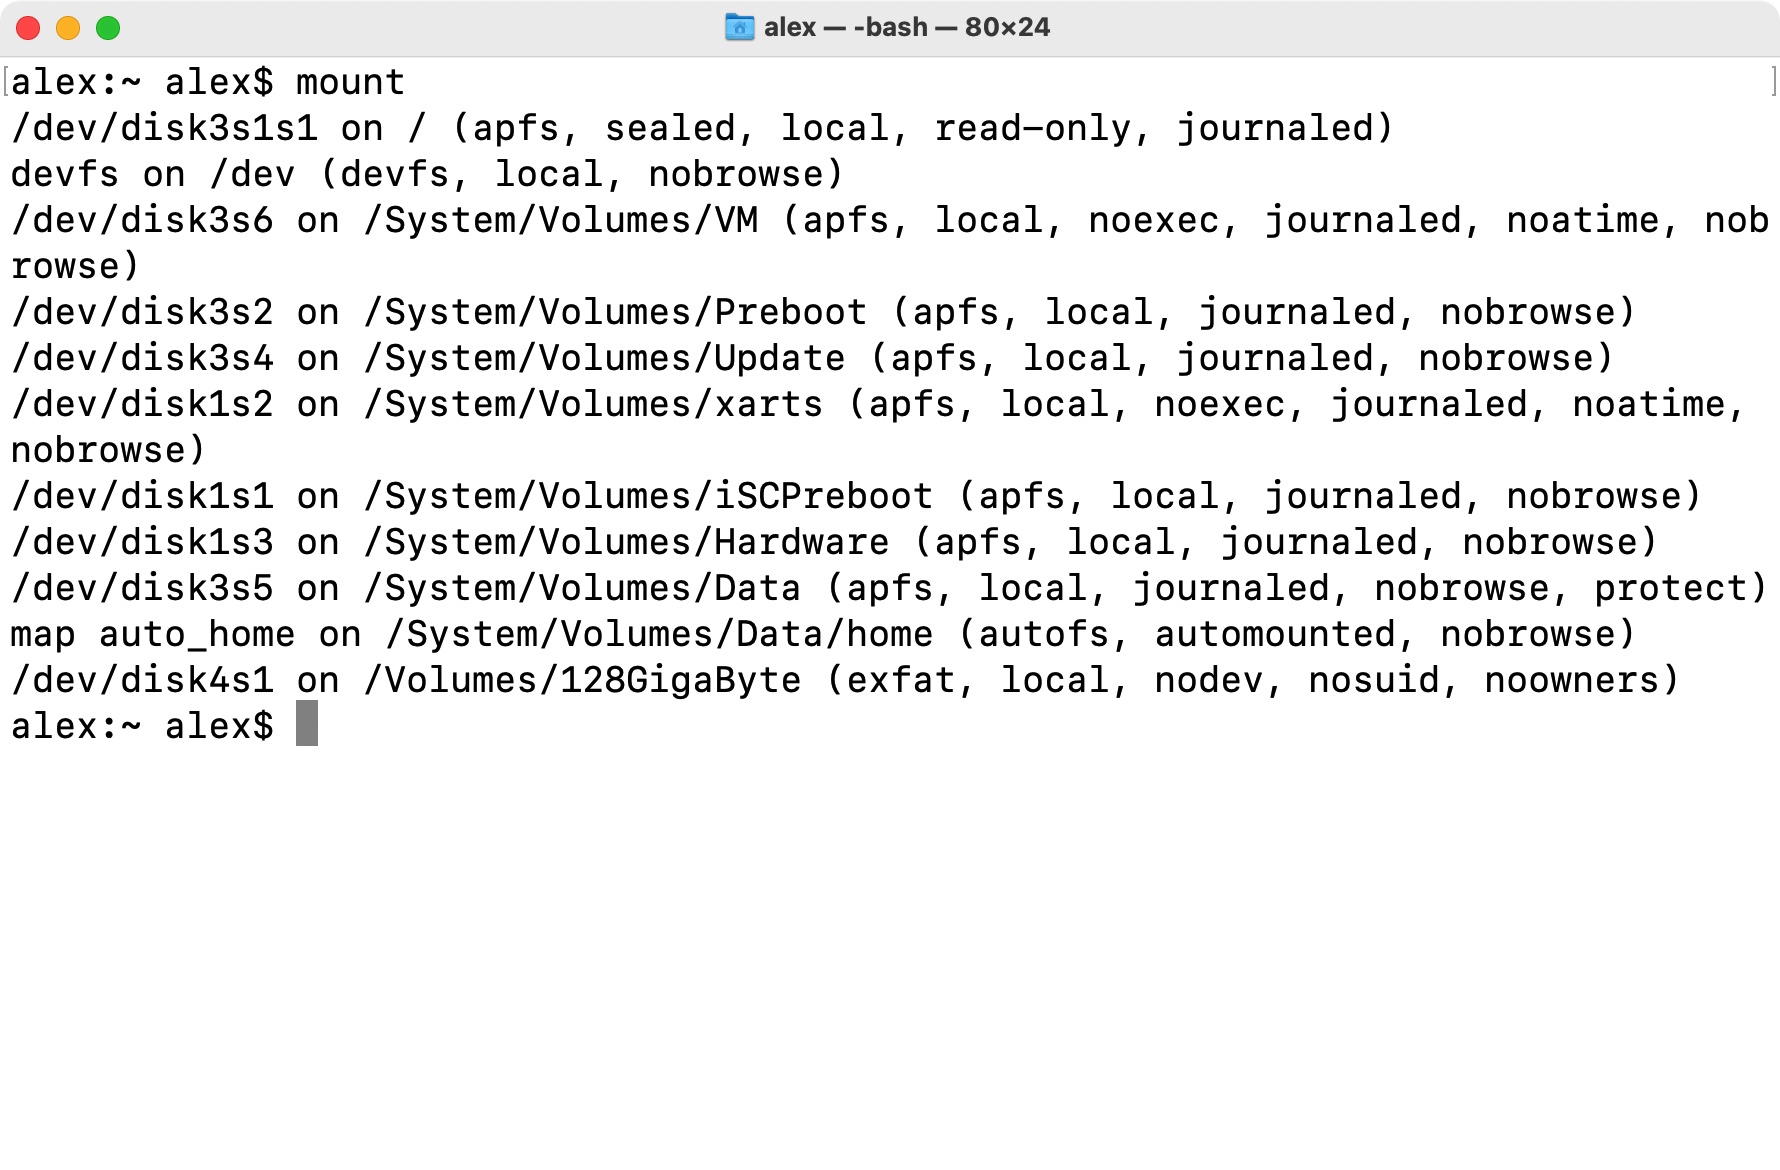 alex — -bash — 80×24
[alex:~ alex$ mount ]
/dev/disk3s1s1 on / (apfs, sealed, local, read-only, journaled)
devfs on /dev (devfs, local, nobrowse)
/dev/disk3s6 on /System/Volumes/VM (apfs, local, noexec, journaled, noatime, nob
rowse)
/dev/disk3s2 on /System/Volumes/Preboot (apfs, local, journaled, nobrowse)
/dev/disk3s4 on /System/Volumes/Update (apfs, local, journaled, nobrowse)
/dev/disk1s2 on /System/Volumes/xarts (apfs, local, noexec, journaled, noatime,
nobrowse)
/dev/disk1s1 on /System/Volumes/iSCPreboot (apfs, local, journaled, nobrowse)
/dev/disk1s3 on /System/Volumes/Hardware (apfs, local, journaled, nobrowse)
/dev/disk3s5 on /System/Volumes/Data (apfs, local, journaled, nobrowse, protect)
map auto_home on /System/Volumes/Data/home (autofs, automounted, nobrowse)
/dev/disk4s1 on /Volumes/128GigaByte (exfat, local, nodev, nosuid, noowners)
alex:~ alex$